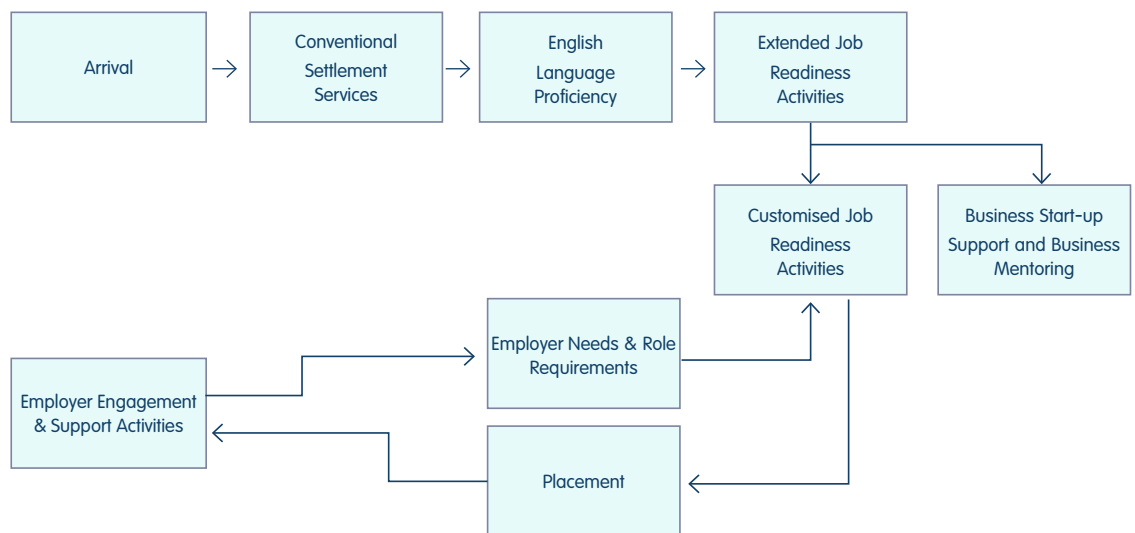 Arrival
Conventional
Settlement
Services
English
Language
Proficiency
Extended Job
Readiness
Activities
Customised Job
Readiness
Activities
Business Start-up
Support and Business
Mentoring
Employer Needs & Role
Requirements
Employer Engagement
& Support Activities
Placement